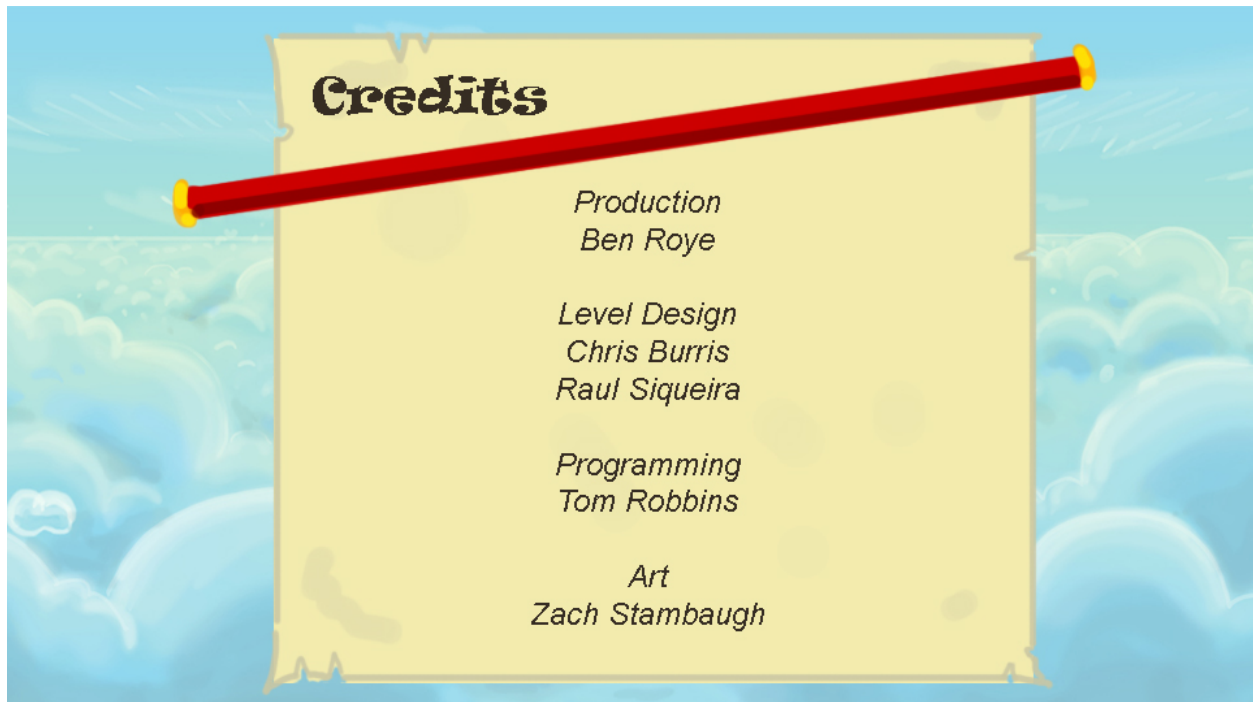 Credits
Production
Ben Roye
Level Design
Chris Burris
Raul Siqueira
Programming
Tom Robbins
Art
Zach Stambaugh